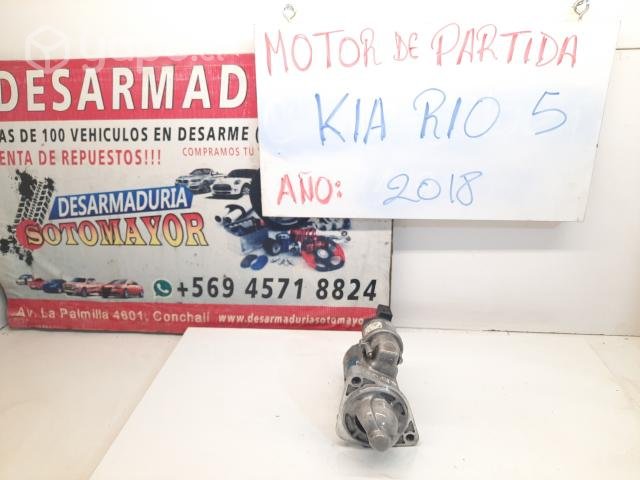 MOTOR DE PARTIDA
KIA RIO 5
AÑO: 2018
DESARMAD
AS DE 100 VEHICULOS EN DESARME (
ENTA DE REPUESTOS!!!
COMPRAMOS TU
DESARMADURIA
SOTOMAYOR
+569 4571 8824
Av. La Palmilla 4601, Conchalí www.desarmaduriasotomayor